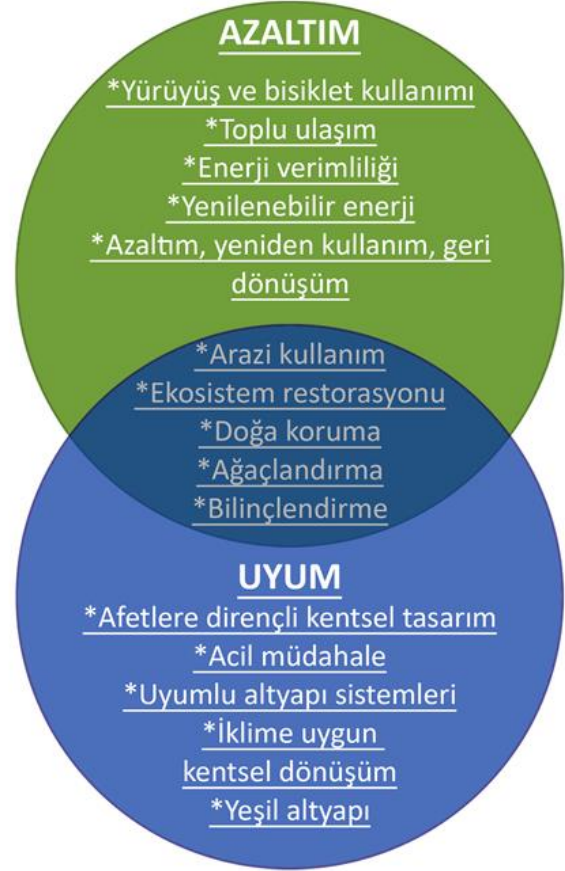 AZALTIM
*Yürüyüş ve bisiklet kullanımı
*Toplu ulaşım
*Enerji verimliliği
*Yenilenebilir enerji
*Azaltım, yeniden kullanım, geri
dönüşüm
*Arazi kullanım
*Ekosistem restorasyonu
*Doğa koruma
*Ağaçlandırma
*Bilinçlendirme
UYUM
*Afetlere dirençli kentsel tasarım
*Acil müdahale
*Uyumlu altyapı sistemleri
*İklime uygun
kentsel dönüşüm
*Yeşil altyapı